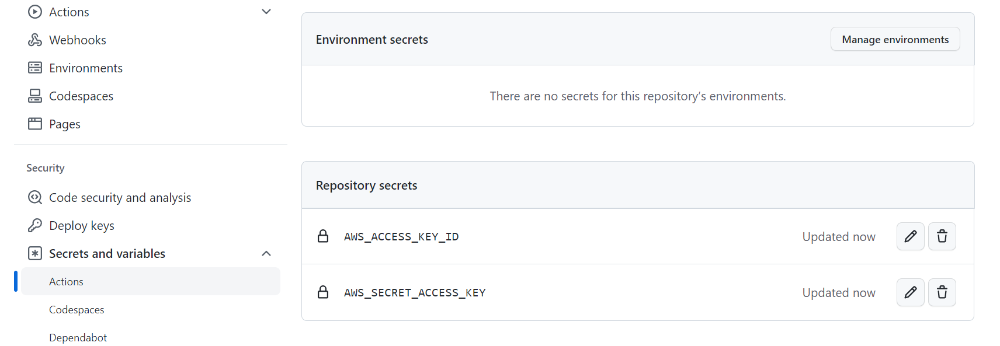 Actions
Webhooks
Environments
Codespaces
Pages
Security
Code security and analysis
Deploy keys
Secrets and variables
Actions
Codespaces
Dependabot
Environment secrets
Manage environments
There are no secrets for this repository’s environments.
Repository secrets
AWS_ACCESS_KEY_ID Updated now
AWS_SECRET_ACCESS_KEY Updated now